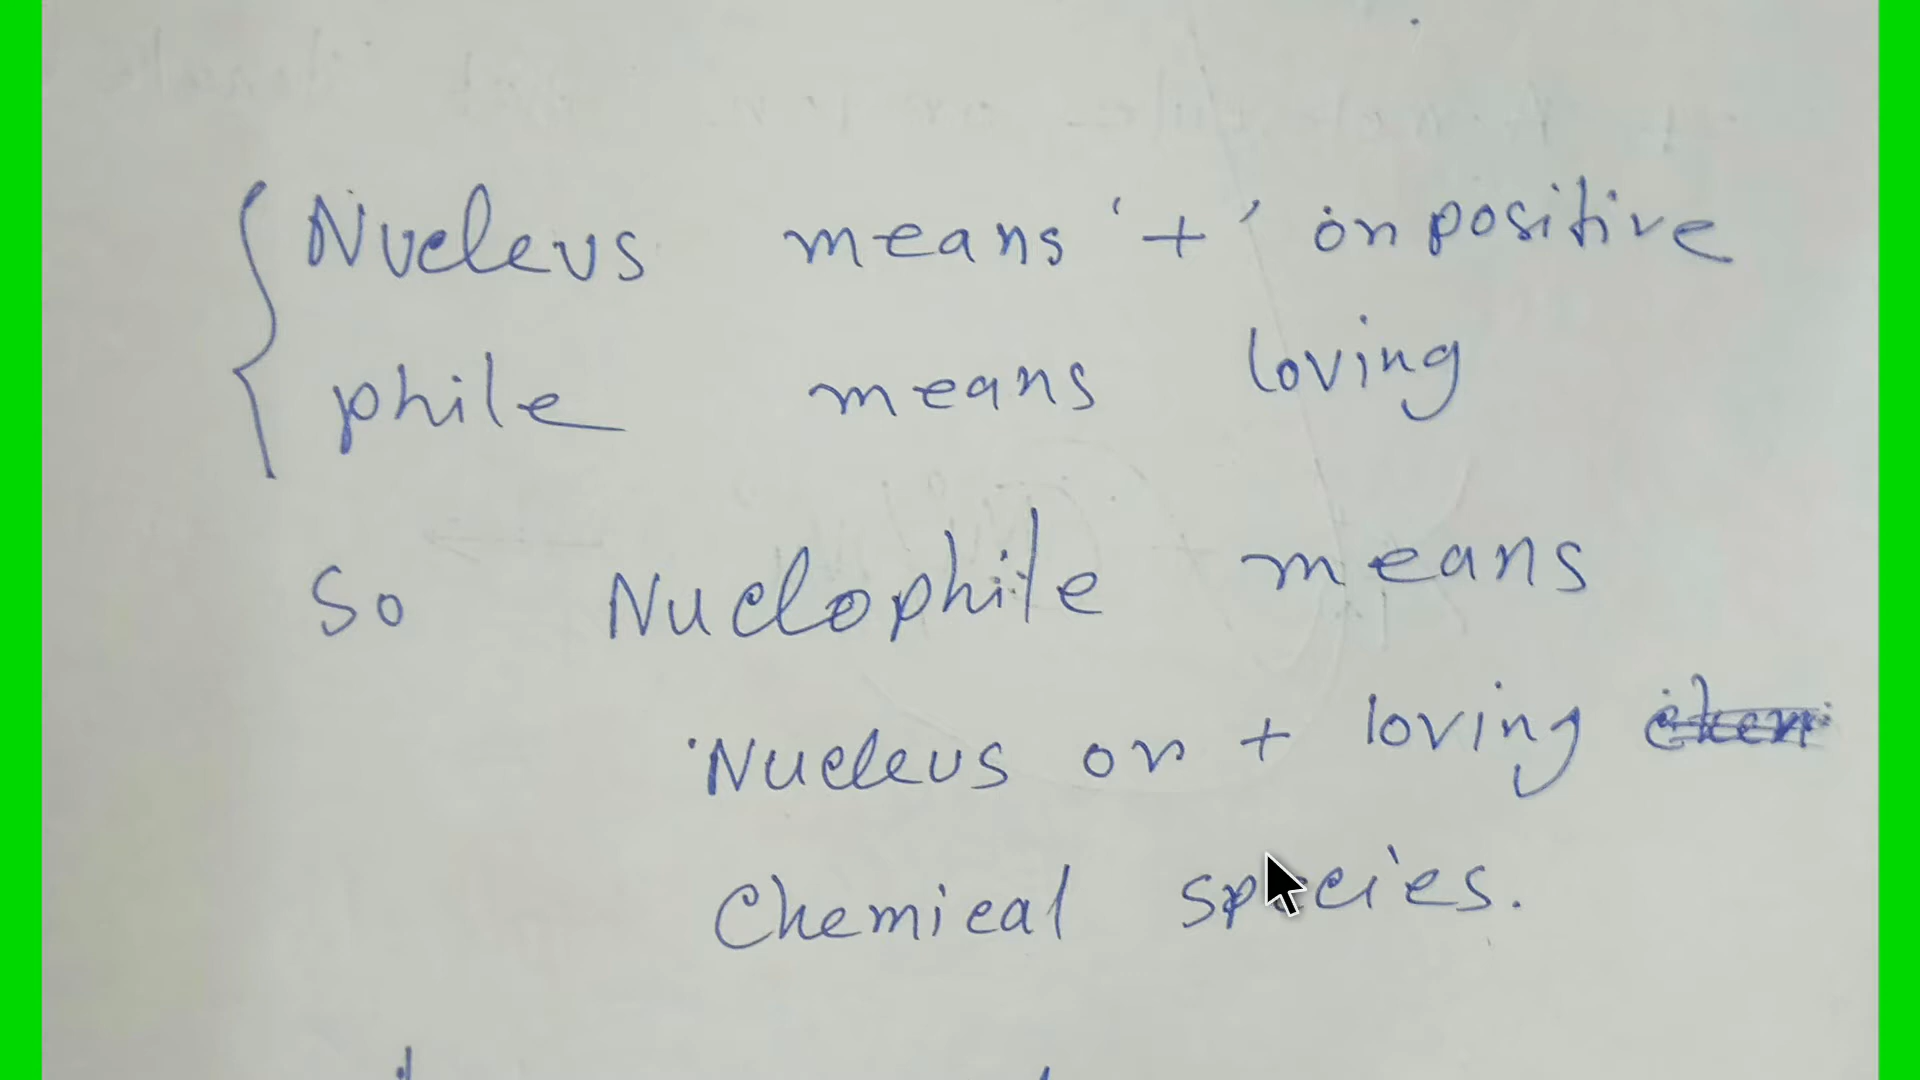 Nucleus means '+' or positive
phile means loving
So Nuclophile means
Nucleus or + loving
Chemical species.